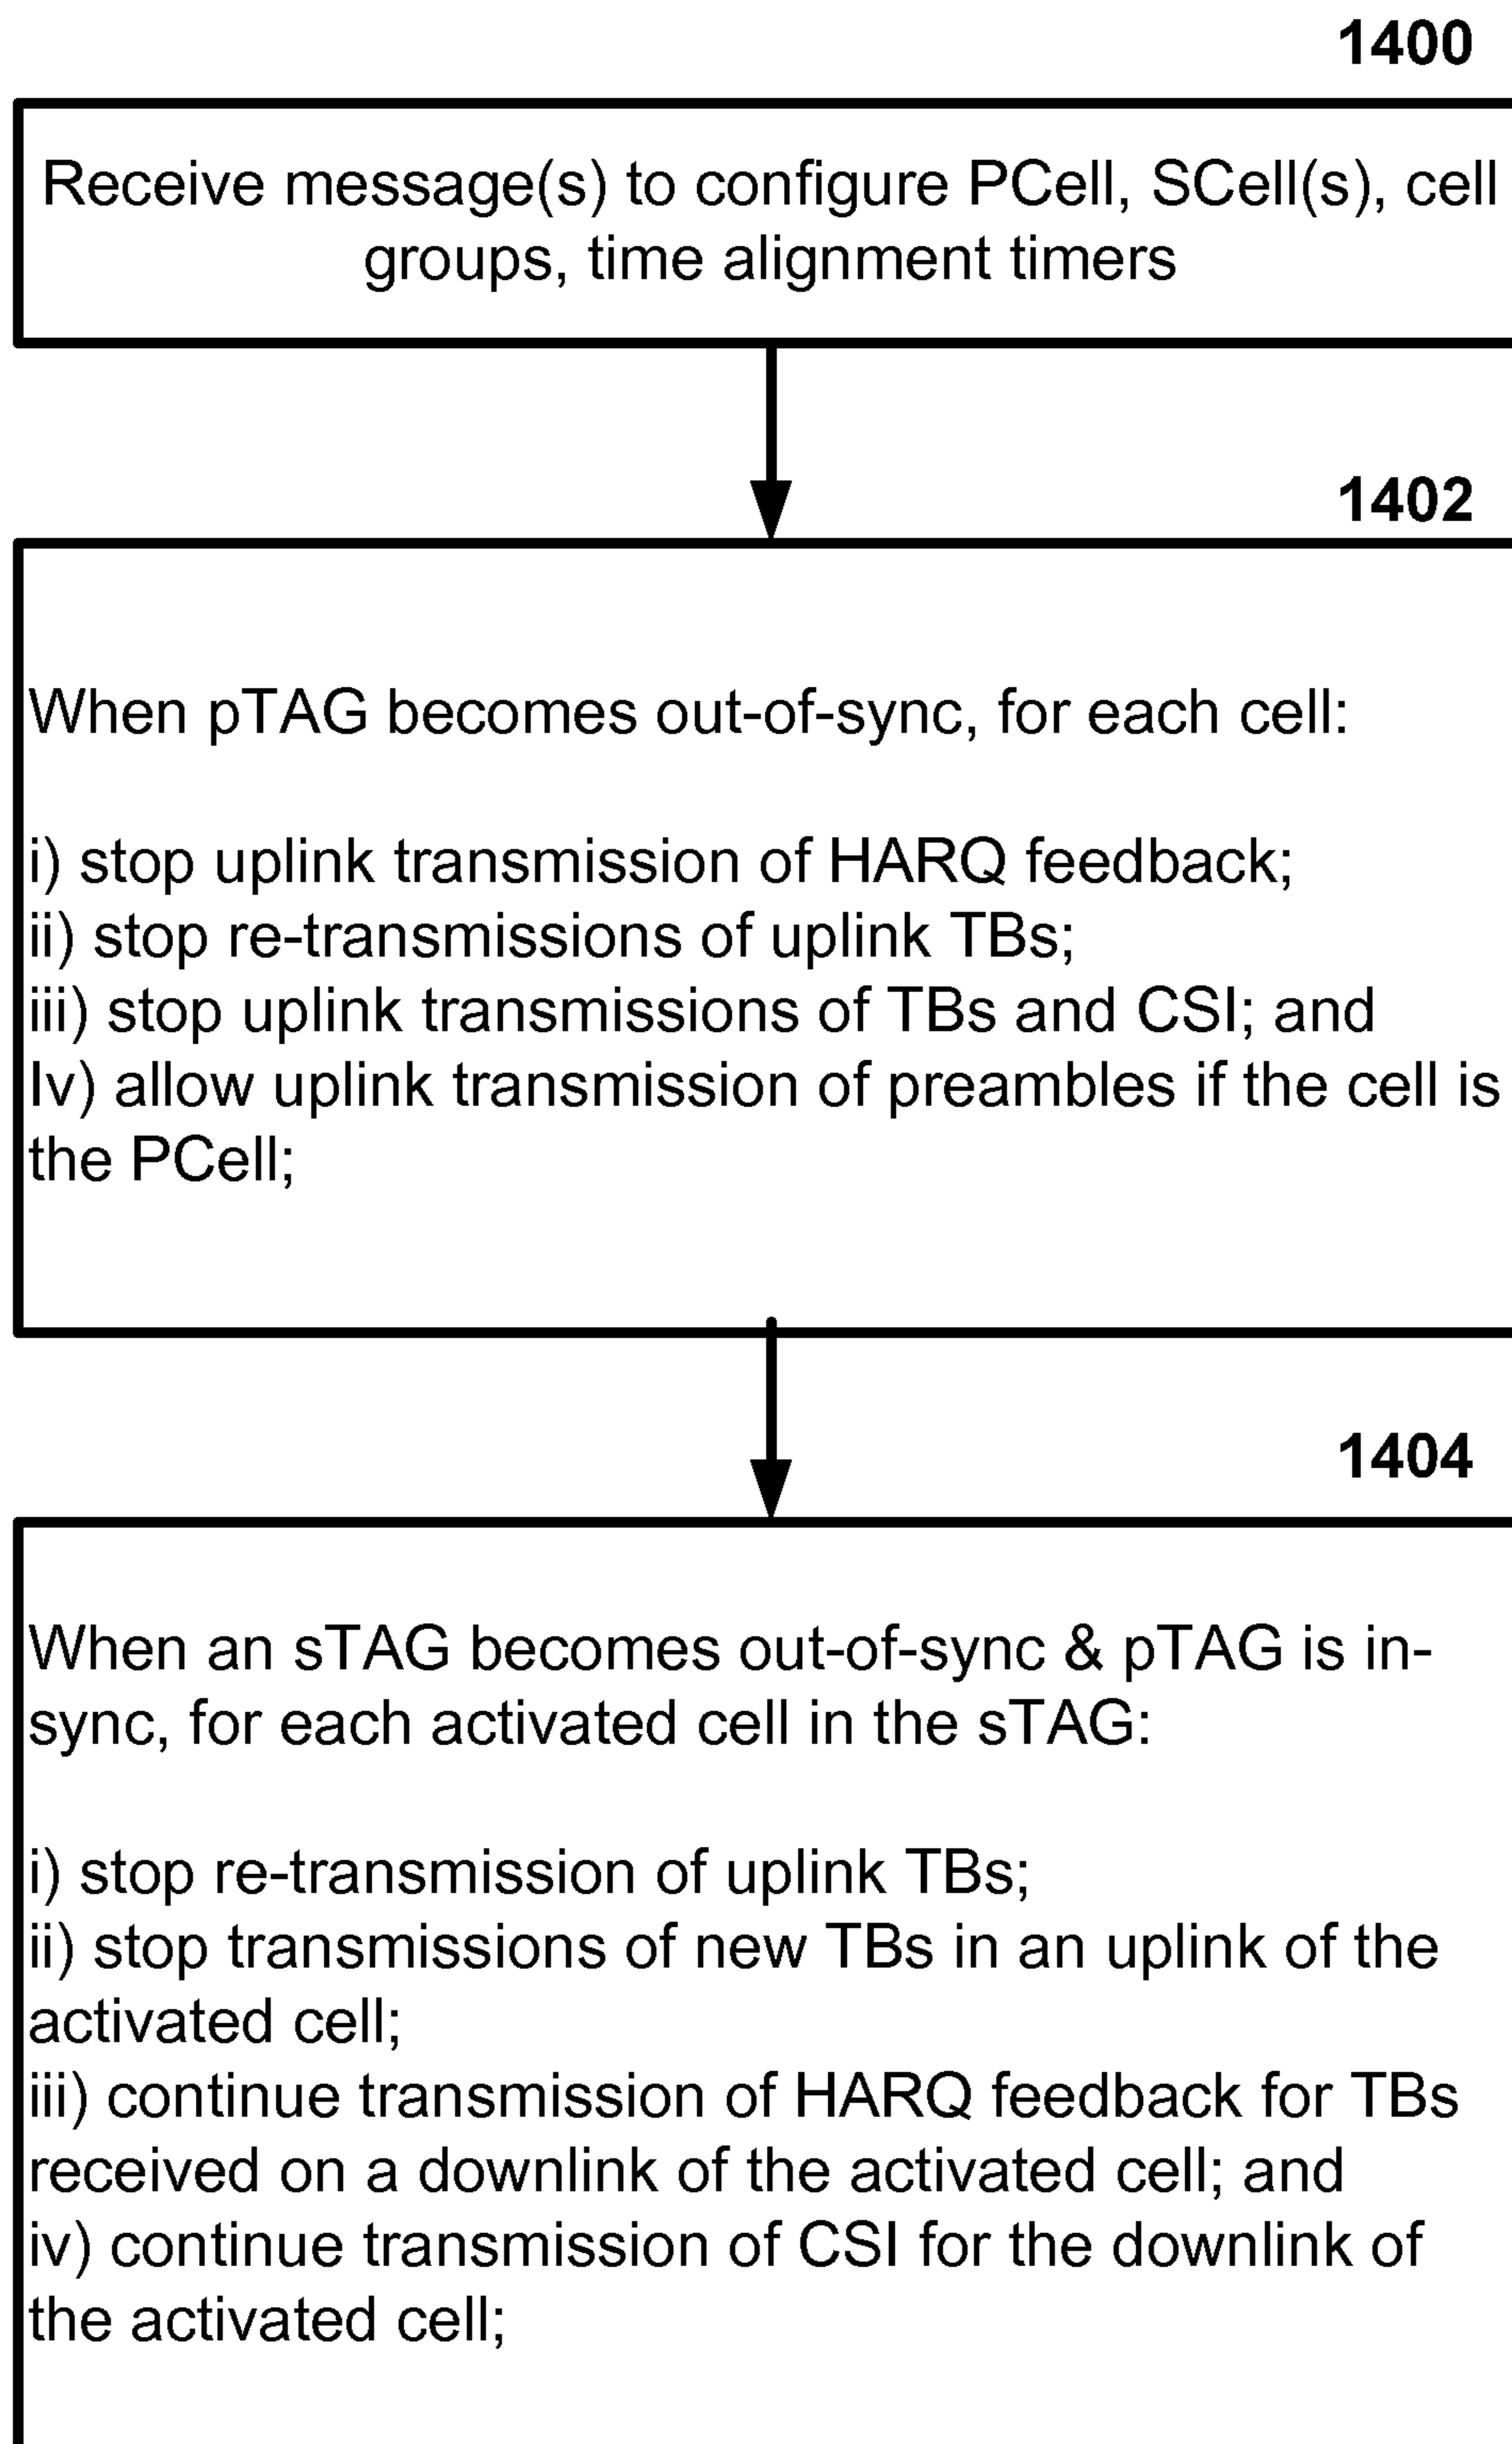 1400
Receive message(s) to configure PCell, SCell(s), cell
groups, time alignment timers
1402
When pTAG becomes out-of-sync, for each cell:
i) stop uplink transmission of HARQ feedback;
ii) stop re-transmissions of uplink TBs;
iii) stop uplink transmissions of TBs and CSI; and
Iv) allow uplink transmission of preambles if the cell is
the PCell;
1404
When an sTAG becomes out-of-sync & pTAG is in-
sync, for each activated cell in the sTAG:
i) stop re-transmission of uplink TBs;
ii) stop transmissions of new TBs in an uplink of the
activated cell;
iii) continue transmission of HARQ feedback for TBs
received on a downlink of the activated cell; and
iv) continue transmission of CSI for the downlink of
the activated cell;